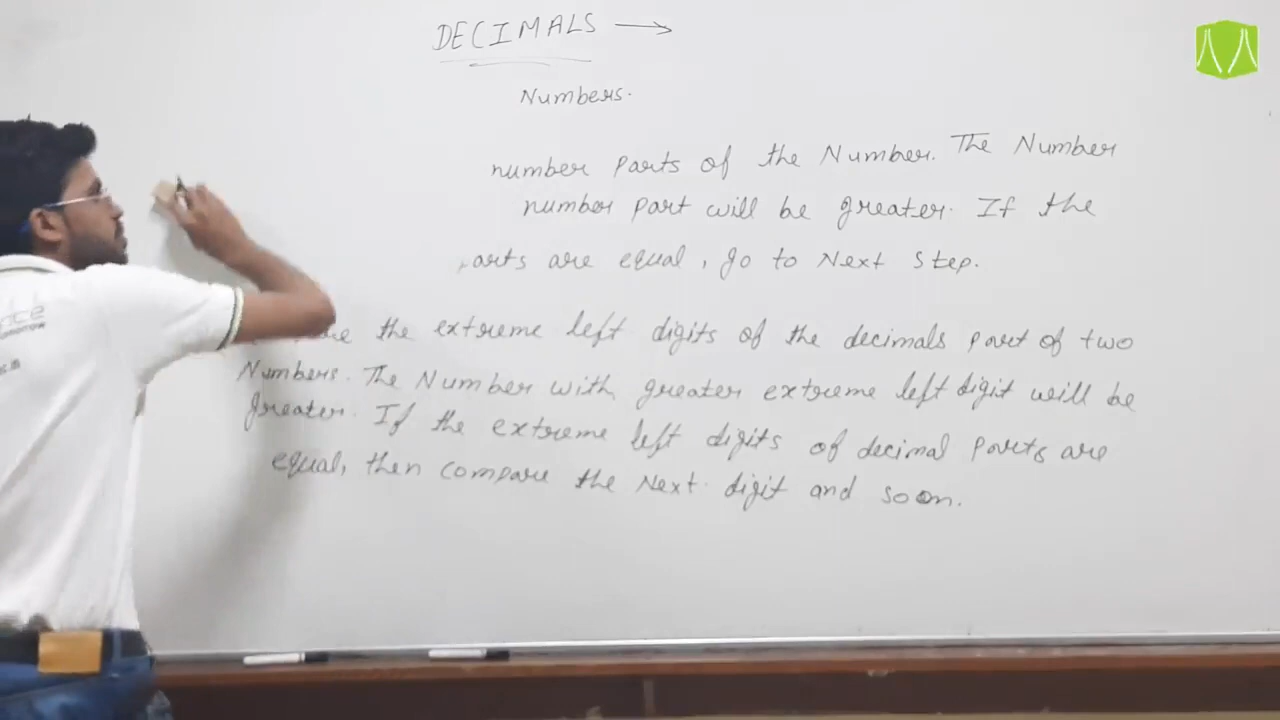 DECIMALS →
Numbers.
number parts of the Number. The Number
number part will be greater. If the
arts are equal, go to Next step.
the extreme left digits of the decimals part of two
Numbers. The Number with greater extreme left digit will be
greater. If the extreme left digits of decimal parts are
equal, then compare the Next digit and so on.